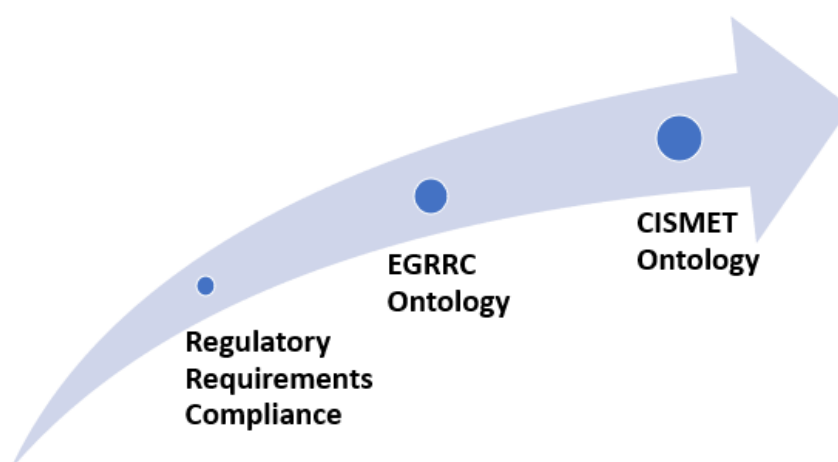 Regulatory
Requirements
Compliance
EGRRC
Ontology
CISMET
Ontology